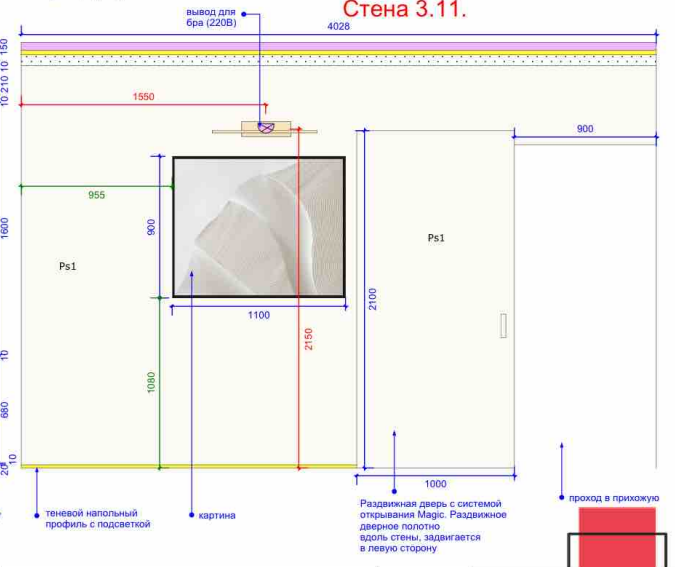 Стена 3.11.
вывод для
бра (220В)
4028
150
10
210
10
1550
900
955
1600
900
Ps1
Ps1
1100
2100
2150
10
1080
680
10
20
1000
теневой напольный
профиль с подсветкой
картина
Раздвижная дверь с системой
открывания Magic. Раздвижное
дверное полотно
вдоль стены, задвигается
в левую сторону
проход в прихожую